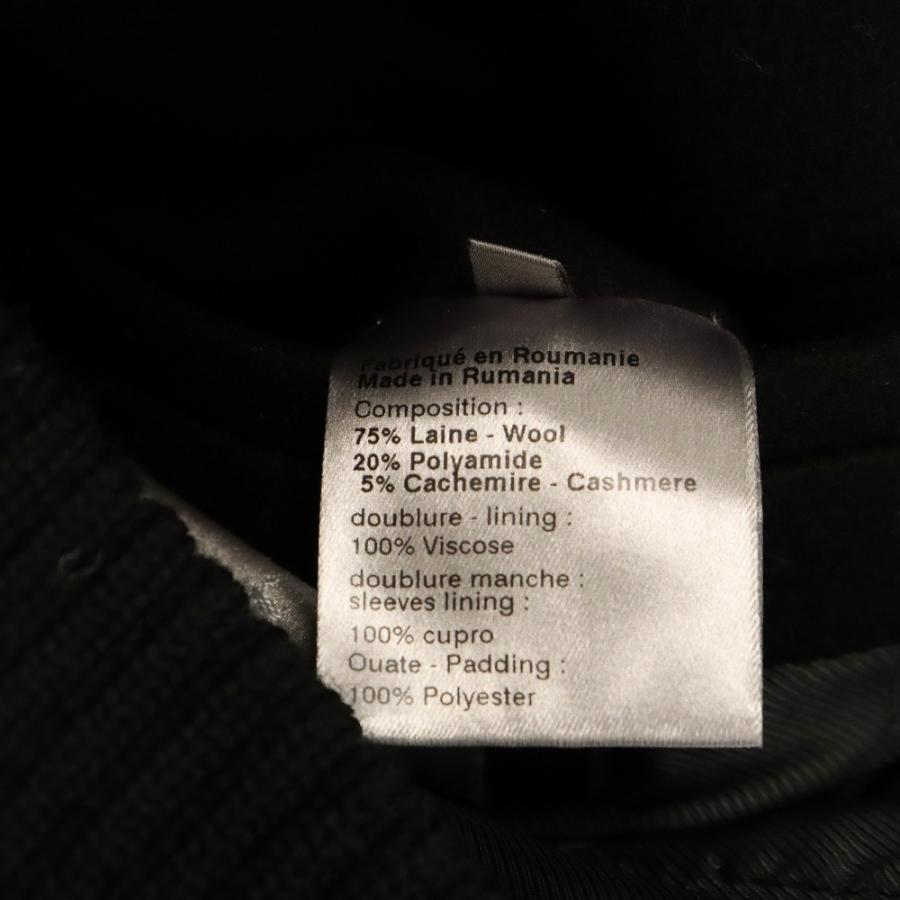 Fabriqué en Roumanie
Made in Rumania
Composition :
75% Laine - Wool
20% Polyamide
5% Cachemire - Cashmere
doublure - lining :
100% Viscose
doublure manche :
sleeves lining :
100% cupro
Ouate - Padding :
100% Polyester